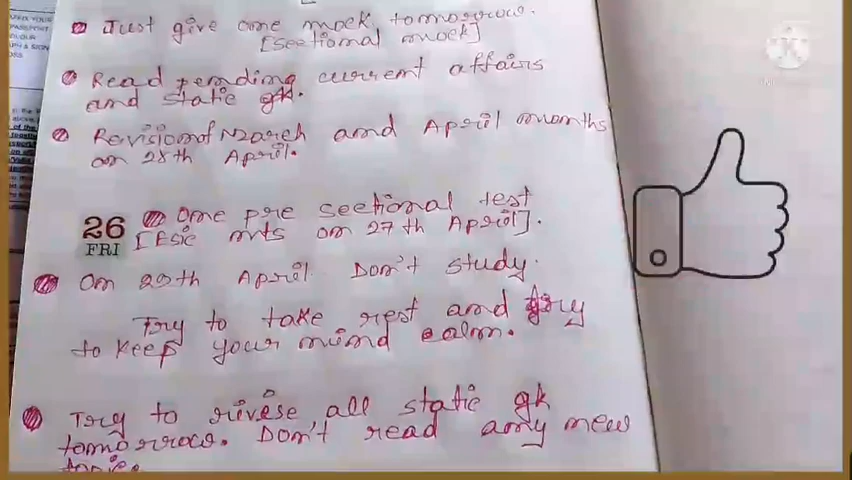 Just give one mock tomorrow.
[Sectional mock]
Read pending current affairs
and static gk.
Revision of March and April months
on 28th April.
26 One pre sectional test
FRI [Esic mts on 27th April].
On 29th April Don't study.
Try to take rest and try
to keep your mind calm.
Try to rivese all static gk
tomorrow. Don't read any new
topic.